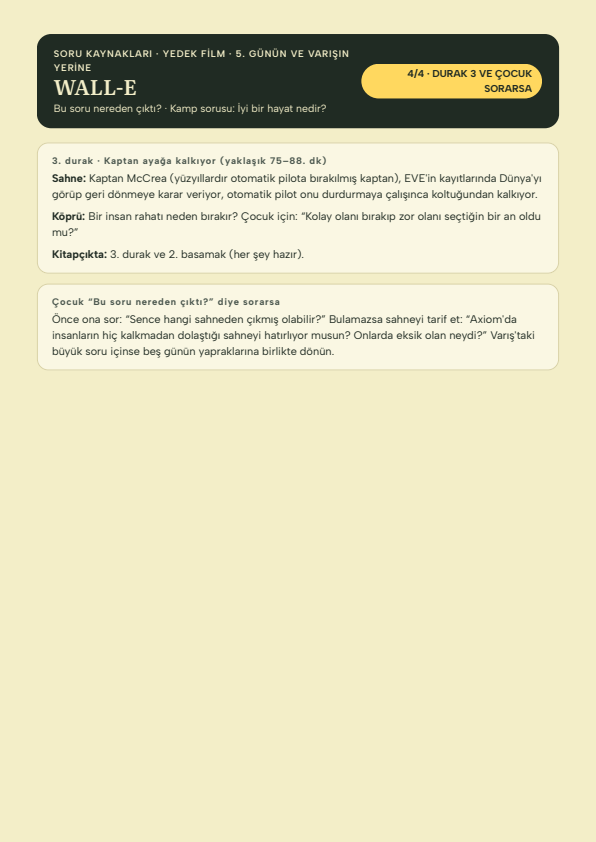 SORU KAYNAKLARI · YEDEK FİLM · 5. GÜNÜN VE VARIŞIN
YERİNE
WALL-E
Bu soru nereden çıktı? · Kamp sorusu: İyi bir hayat nedir?
4/4 · DURAK 3 VE ÇOCUK
SORARSA
3. durak · Kaptan ayağa kalkıyor (yaklaşık 75–88. dk)
Sahne: Kaptan McCrea (yüzyıllardır otomatik pilota bırakılmış kaptan), EVE'in kayıtlarında Dünya'yı
görüp geri dönmeye karar veriyor, otomatik pilot onu durdurmaya çalışınca koltuğundan kalkıyor.
Köprü: Bir insan rahatı neden bırakır? Çocuk için: “Kolay olanı bırakıp zor olanı seçtiğin bir an oldu
mu?”
Kitapçıkta: 3. durak ve 2. basamak (her şey hazır).
Çocuk “Bu soru nereden çıktı?” diye sorarsa
Önce ona sor: “Sence hangi sahneden çıkmış olabilir?” Bulamazsa sahneyi tarif et: “Axiom'da
insanların hiç kalkmadan dolaştığı sahneyi hatırlıyor musun? Onlarda eksik olan neydi?” Varış'taki
büyük soru içinse beş günün yapraklarına birlikte dönün.